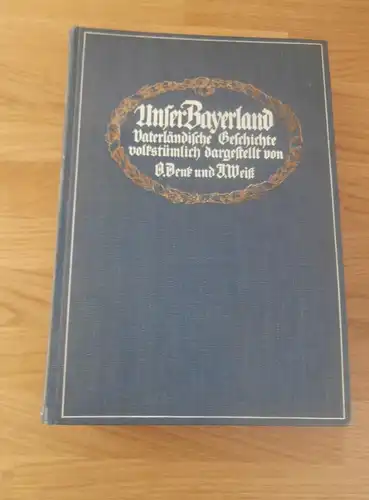 Unser Bayerland
Vaterländische Geschichte
volkstümlich dargestellt von
O. Denk und J. Weiß